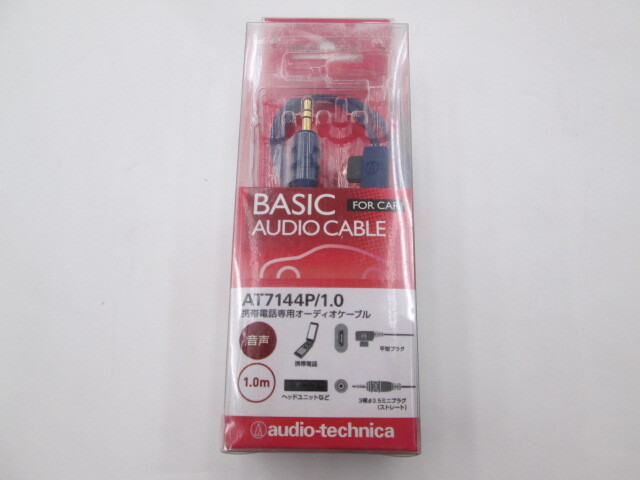 BASIC
FOR CAR
AUDIO CABLE
AT7144P/1.0
携帯電話専用オーディオケーブル
音声
携帯電話
平型プラグ
1.0m
ヘッドユニットなど
3極φ3.5ミニプラグ
(ストレート)
audio-technica